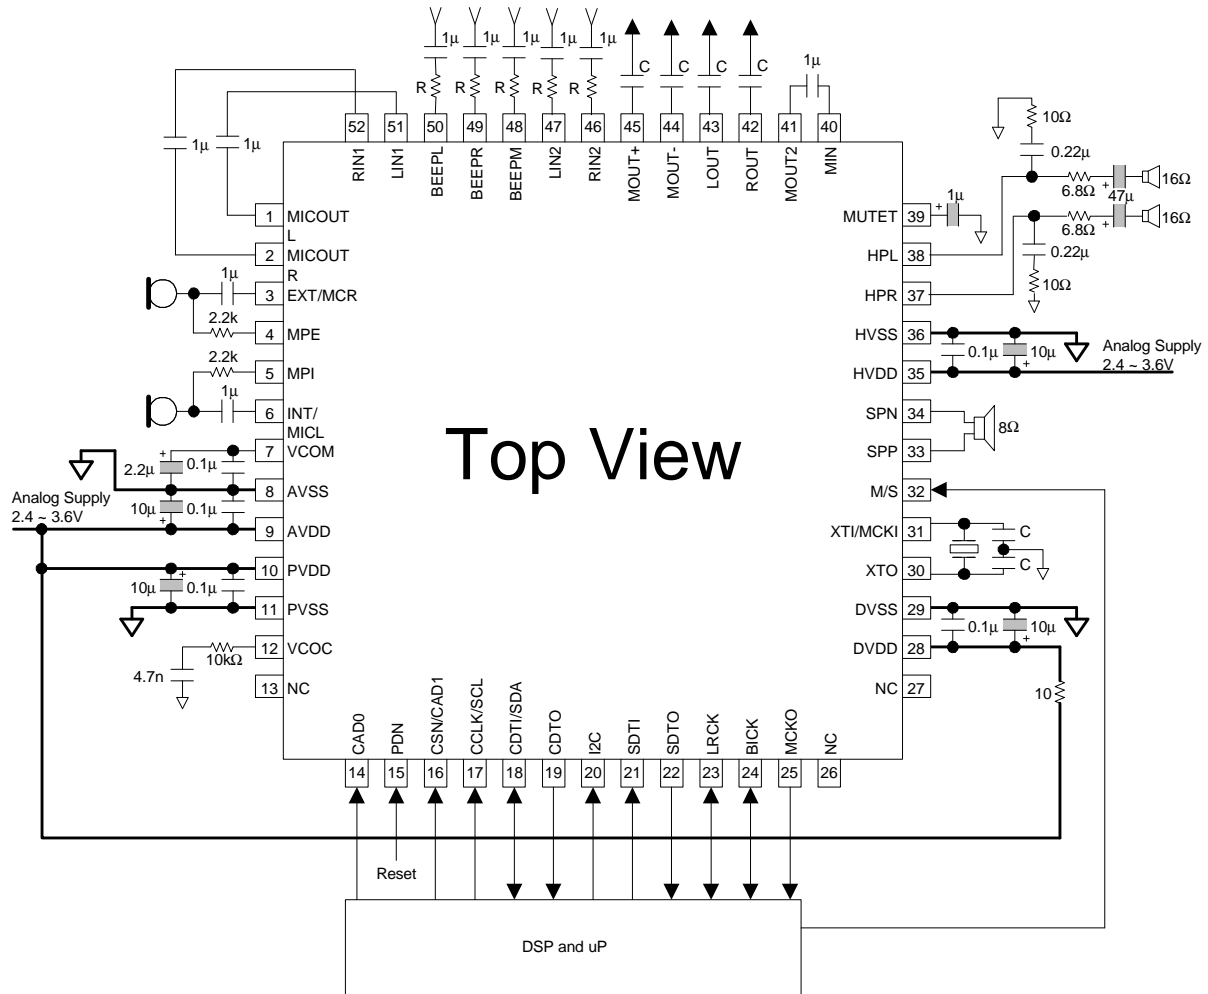 1µ 1µ 1µ 1µ 1µ
R R R R R C C C C 1µ
1µ 1µ
52 51 50 49 48 47 46 45 44 43 42 41 40
RIN1 LIN1 BEEPL BEEPR BEEPM LIN2 RIN2 MOUT+ MOUT- LOUT ROUT MOUT2 MIN
10Ω
0.22µ
6.8Ω + 47µ 16Ω
6.8Ω + 16Ω
0.22µ
10Ω
1 MICOUT
L
2 MICOUT
R
1µ
3 EXT/MCR
2.2k
4 MPE
2.2k
5 MPI
1µ
6 INT/
MICL
7 VCOM
+ 2.2µ 0.1µ
8 AVSS
Analog Supply
2.4 ~ 3.6V
10µ + 0.1µ
9 AVDD
10 PVDD
10µ + 0.1µ
11 PVSS
12 VCOC
10kΩ
4.7n
13 NC
Top View
MUTET 39
+ 1µ
HPL 38
HPR 37
HVSS 36
0.1µ 10µ +
Analog Supply
2.4 ~ 3.6V
HVDD 35
SPN 34
8Ω
SPP 33
M/S 32
XTI/MCKI 31
C
C
XTO 30
DVSS 29
0.1µ 10µ +
DVDD 28
10
NC 27
CAD0 PDN CSN/CAD1 CCLK/SCL CDTI/SDA CDTO I2C SDTI SDTO LRCK BICK MCKO NC
14 15 16 17 18 19 20 21 22 23 24 25 26
Reset
DSP and uP